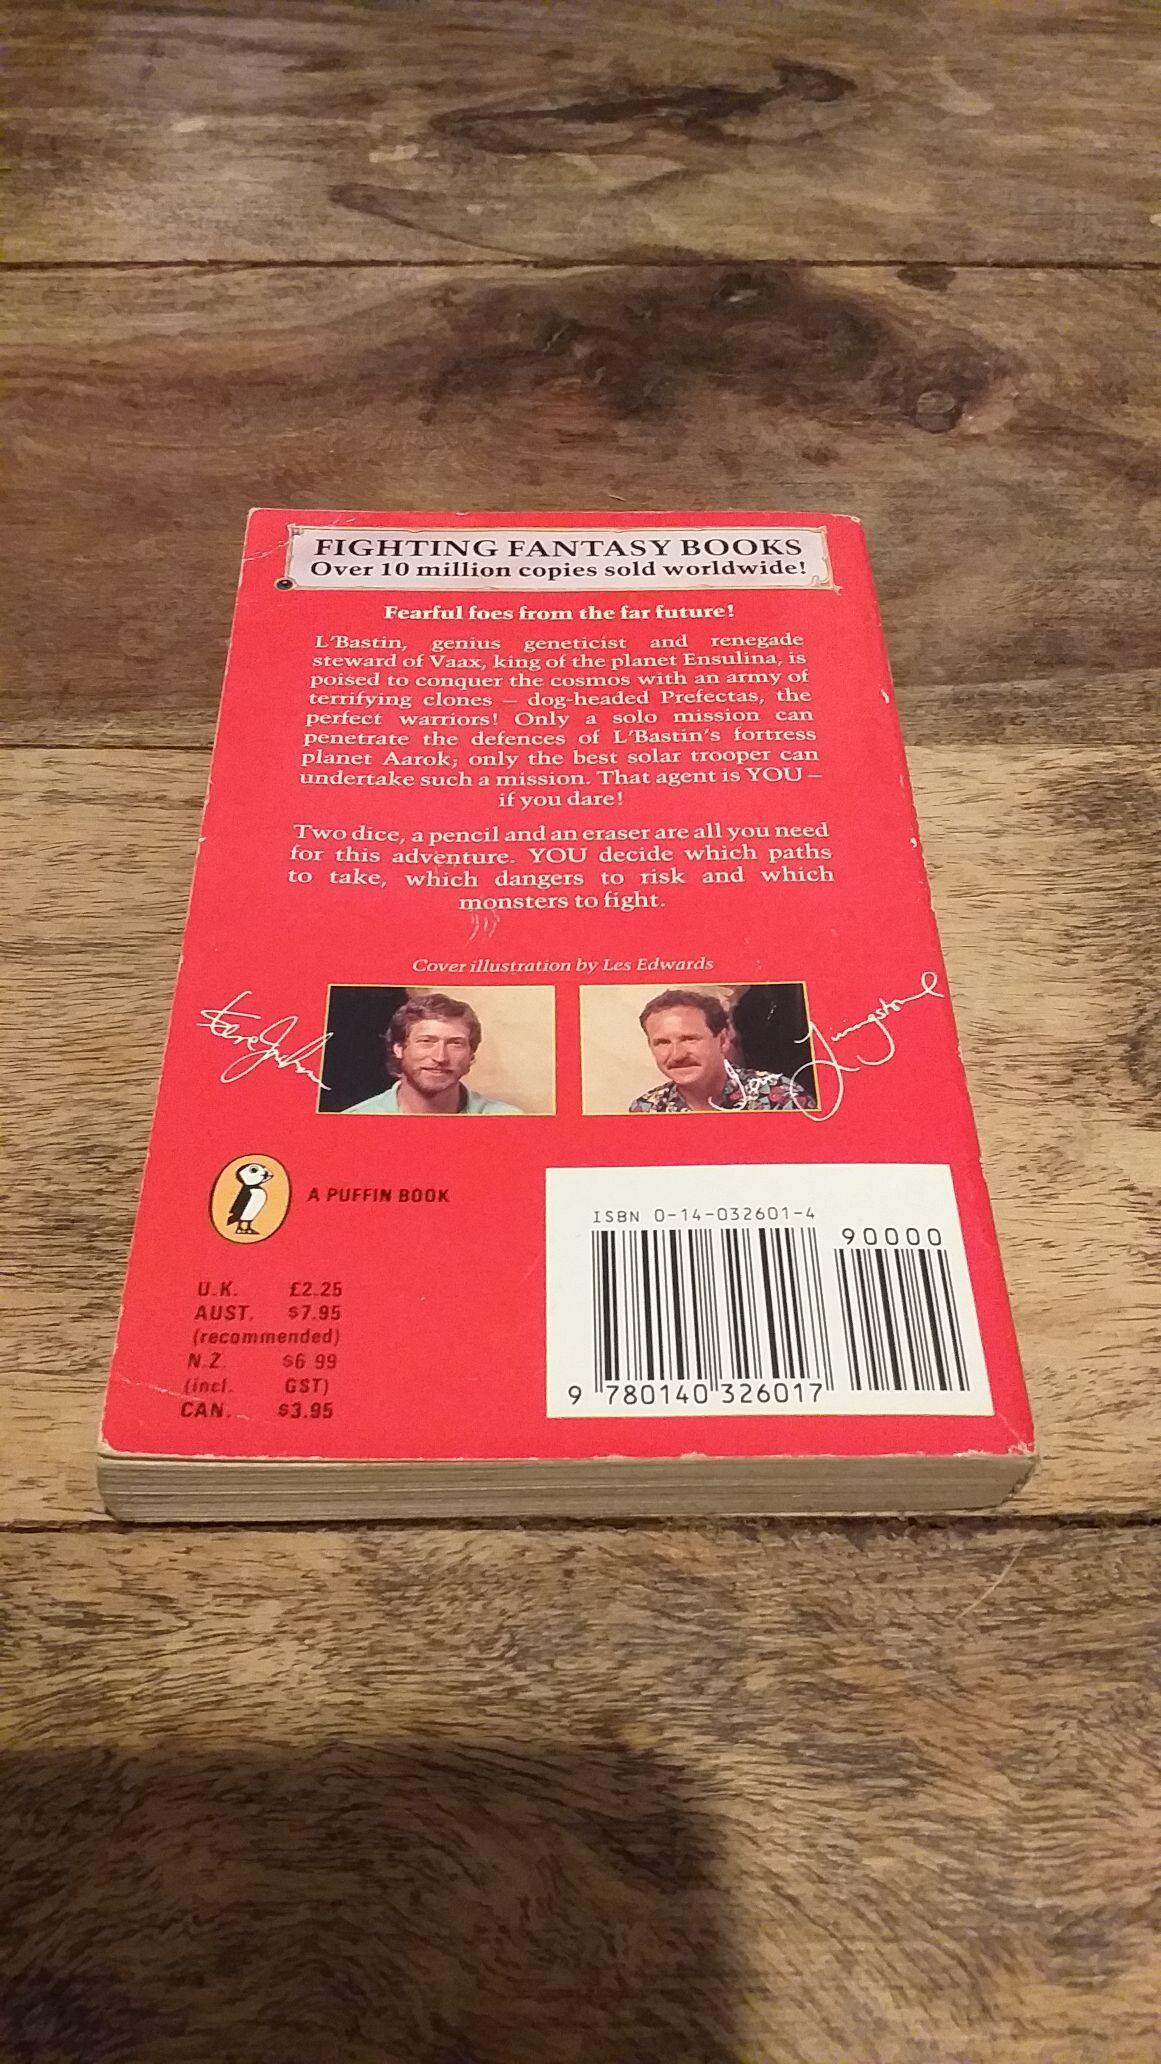 FIGHTING FANTASY BOOKS
Over 10 million copies sold worldwide!
Fearful foes from the far future!
L'Bastin, genius geneticist and renegade
steward of Vaax, king of the planet Ensulina, is
poised to conquer the cosmos with an army of
terrifying clones – dog-headed Prefectas, the
perfect warriors! Only a solo mission can
penetrate the defences of L'Bastin's fortress
planet Aarok; only the best solar trooper can
undertake such a mission. That agent is YOU –
if you dare!
Two dice, a pencil and an eraser are all you need
for this adventure. YOU decide which paths
to take, which dangers to risk and which
monsters to fight.
Cover illustration by Les Edwards
Steve Jackson
Ian Livingstone
A PUFFIN BOOK
ISBN 0-14-032601-4
90000
9 780140 326017
U.K. £2.25
AUST. $7.95
(recommended)
N.Z. $6.99
(incl. GST)
CAN. $3.95